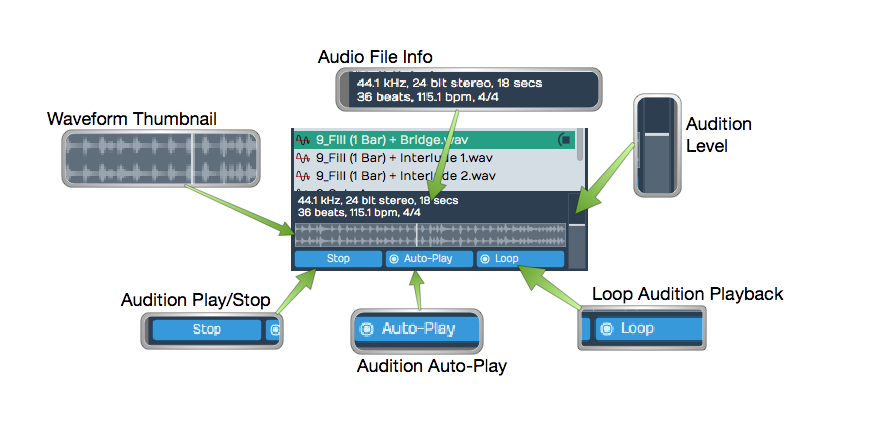 Audio File Info
44.1 kHz, 24 bit stereo, 18 secs
36 beats, 115.1 bpm, 4/4
Waveform Thumbnail
Audition
Level
9_Fill (1 Bar) + Bridge.wav
9_Fill (1 Bar) + Interlude 1.wav
9_Fill (1 Bar) + Interlude 2.wav
44.1 kHz, 24 bit stereo, 18 secs
36 beats, 115.1 bpm, 4/4
Stop
Auto-Play
Loop
Audition Play/Stop
Loop Audition Playback
Stop
Auto-Play
Loop
Audition Auto-Play